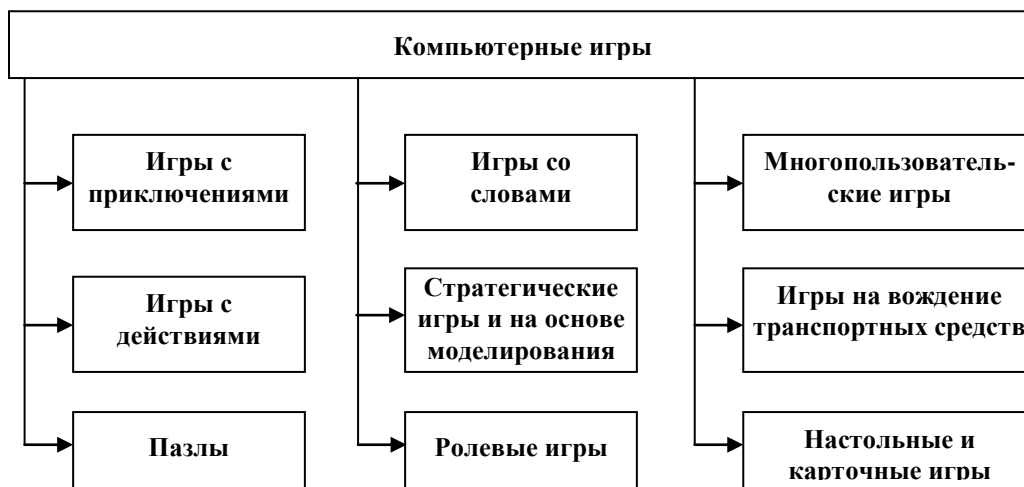 Компьютерные игры
Игры с
приключениями
Игры со
словами
Многопользователь-
ские игры
Игры с
действиями
Стратегические
игры и на основе
моделирования
Игры на вождение
транспортных средств
Пазлы
Ролевые игры
Настольные и
карточные игры